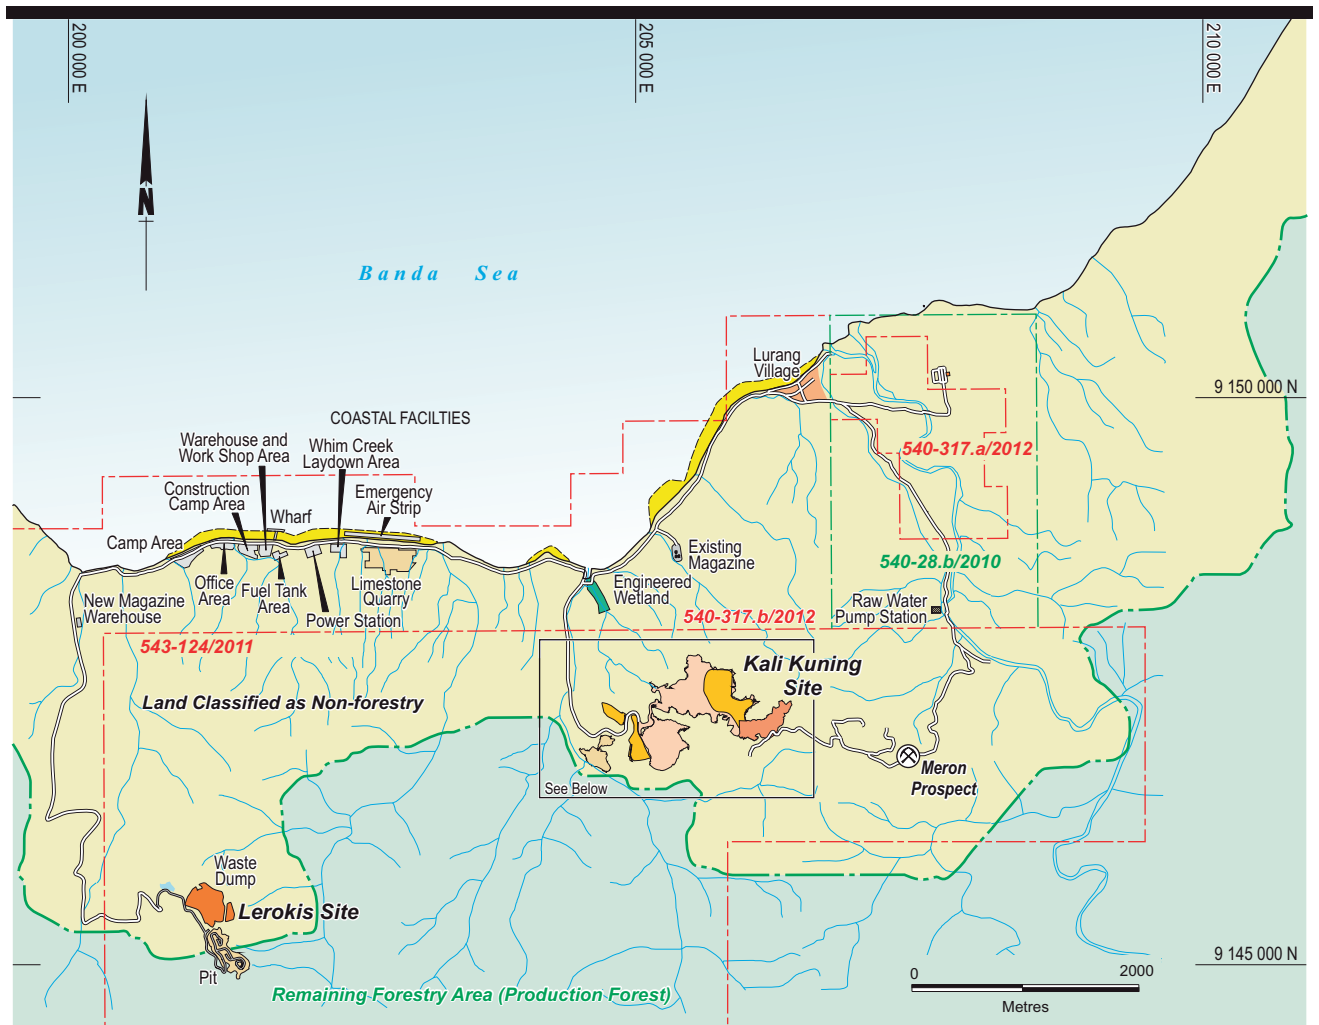 200 000 E
205 000 E
210 000 E
N
Banda Sea
Lurang
Village
9 150 000 N
COASTAL FACILTIES
Warehouse and
Work Shop Area
Whim Creek
Laydown Area
540-317.a/2012
Construction
Camp Area
Emergency
Air Strip
Wharf
Camp Area
Existing
Magazine
540-28.b/2010
Office
Area
Fuel Tank
Area
Limestone
Quarry
Engineered
Wetland
New Magazine
Warehouse
Power Station
540-317.b/2012
Raw Water
Pump Station
543-124/2011
Kali Kuning
Site
Land Classified as Non-forestry
Meron
Prospect
See Below
Waste
Dump
Lerokis Site
9 145 000 N
Pit
0 2000
Remaining Forestry Area (Production Forest)
Metres